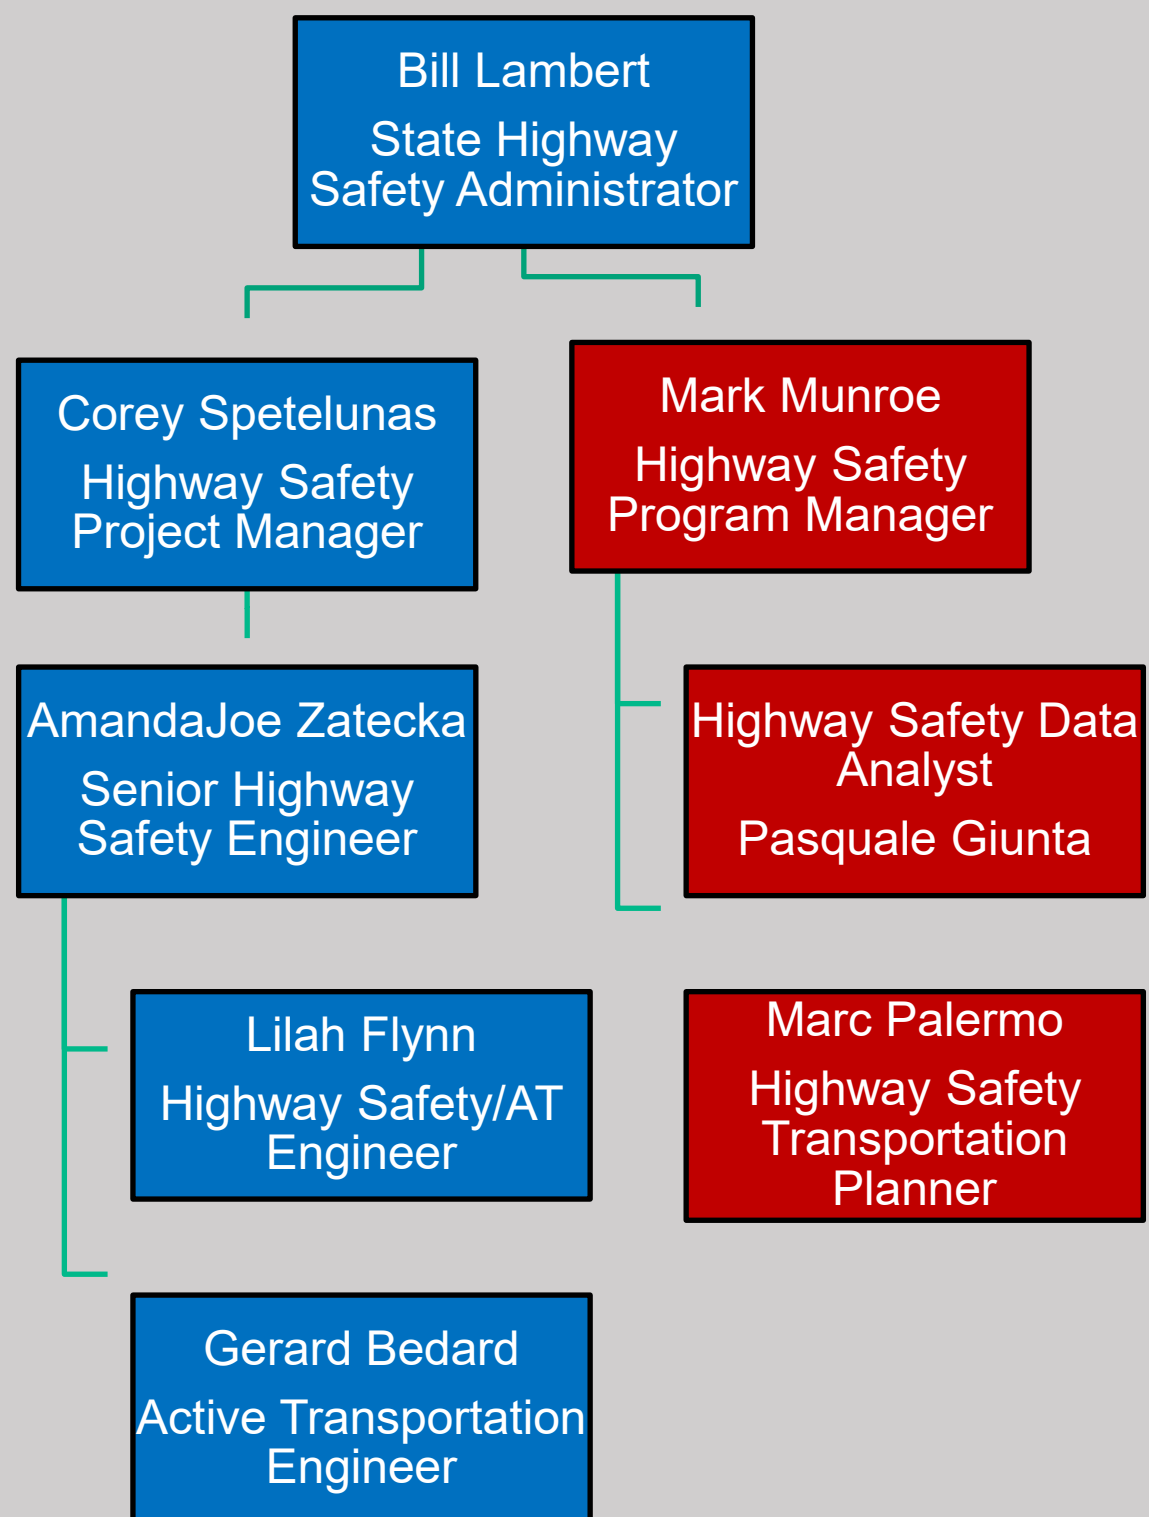 Bill Lambert
State Highway
Safety Administrator
Corey Spetelunas
Highway Safety
Project Manager
Mark Munroe
Highway Safety
Program Manager
AmandaJoe Zatecka
Senior Highway
Safety Engineer
Highway Safety Data
Analyst
Pasquale Giunta
Lilah Flynn
Highway Safety/AT
Engineer
Marc Palermo
Highway Safety
Transportation
Planner
Gerard Bedard
Active Transportation
Engineer